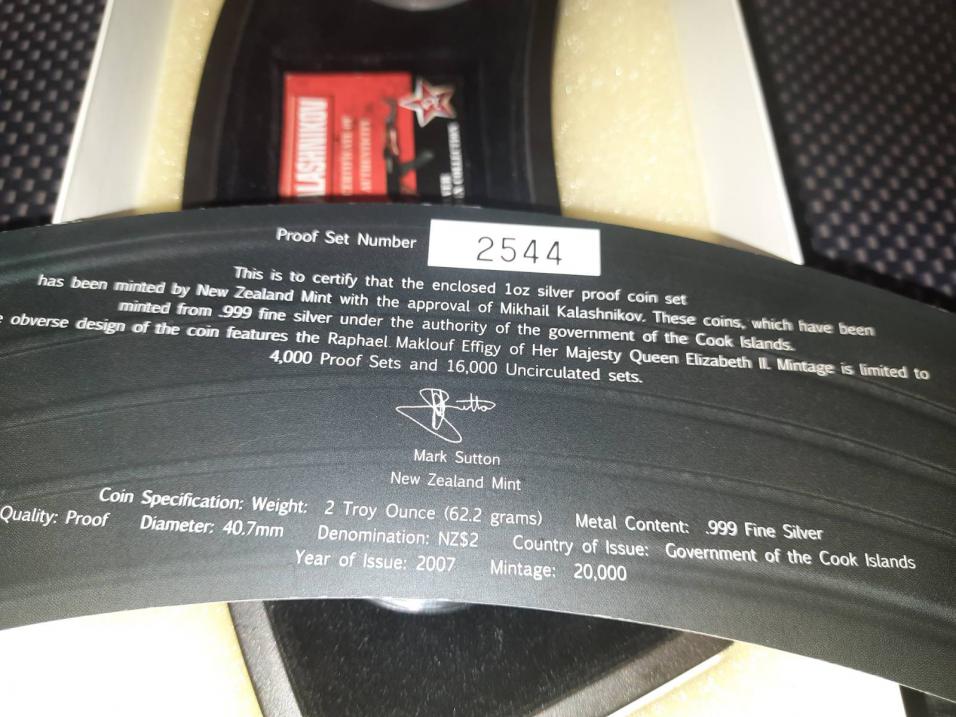 LASHNIKOV
CERTIFICATE OF
AUTHENTICITY
COLLECTION
Proof Set Number 2544
This is to certify that the enclosed 1oz silver proof coin set
has been minted by New Zealand Mint with the approval of Mikhail Kalashnikov. These coins, which have been
minted from .999 fine silver under the authority of the government of the Cook Islands.
e obverse design of the coin features the Raphael Maklouf Effigy of Her Majesty Queen Elizabeth II. Mintage is limited to
4,000 Proof Sets and 16,000 Uncirculated sets.
Mark Sutton
New Zealand Mint
Coin Specification: Weight: 2 Troy Ounce (62.2 grams) Metal Content: .999 Fine Silver
Quality: Proof Diameter: 40.7mm Denomination: NZ$2 Country of Issue: Government of the Cook Islands
Year of Issue: 2007 Mintage: 20,000